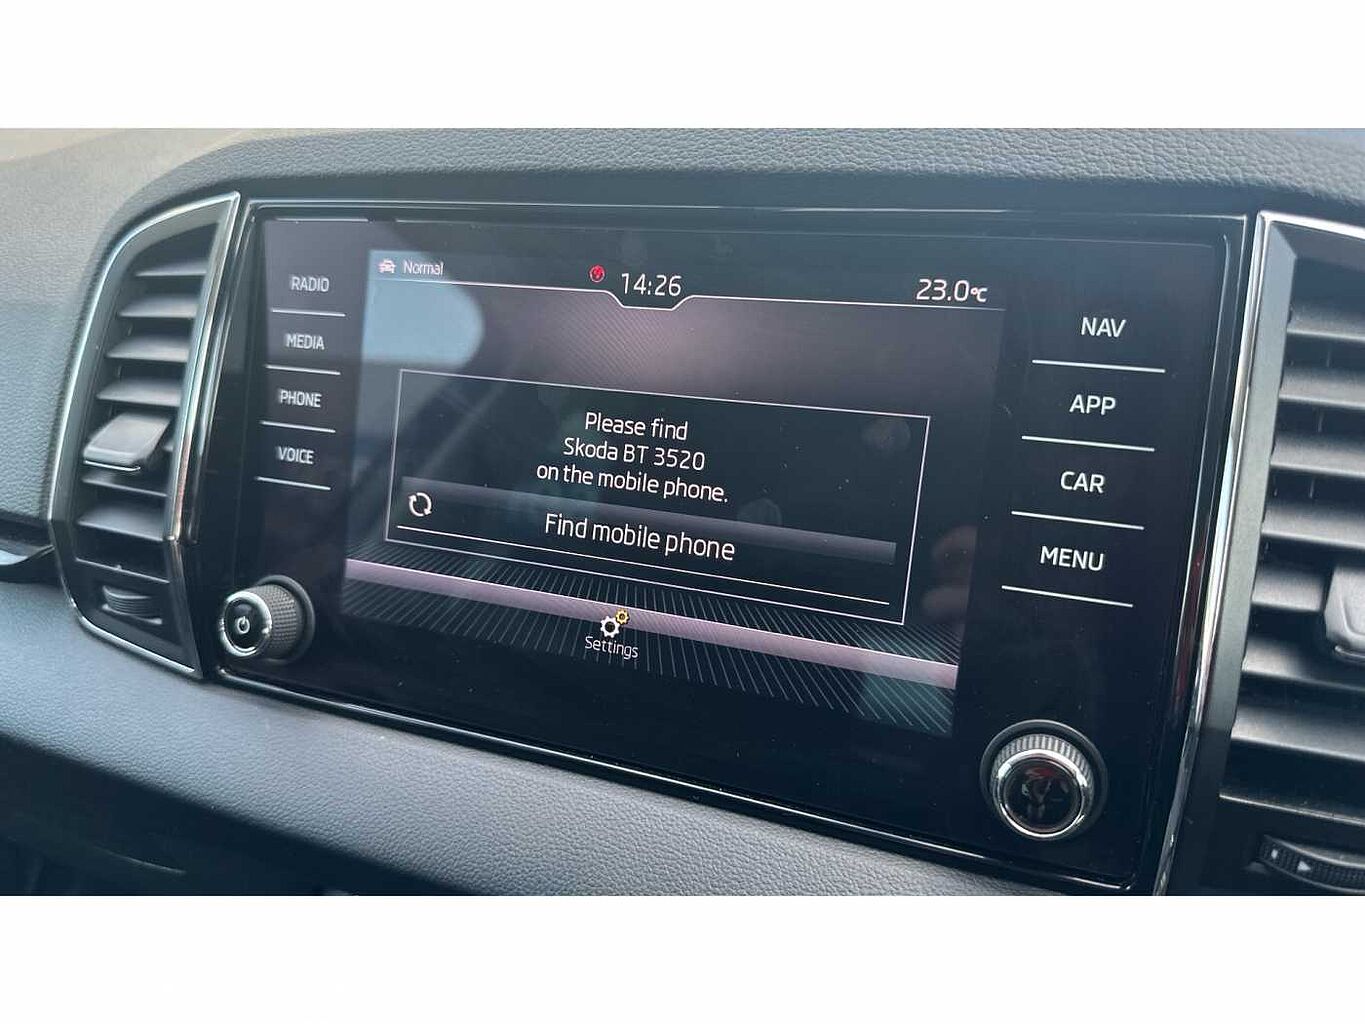 RADIO
MEDIA
PHONE
VOICE
Normal
14:26
23.0°C
Please find
Skoda BT 3520
on the mobile phone.
Find mobile phone
Settings
NAV
APP
CAR
MENU